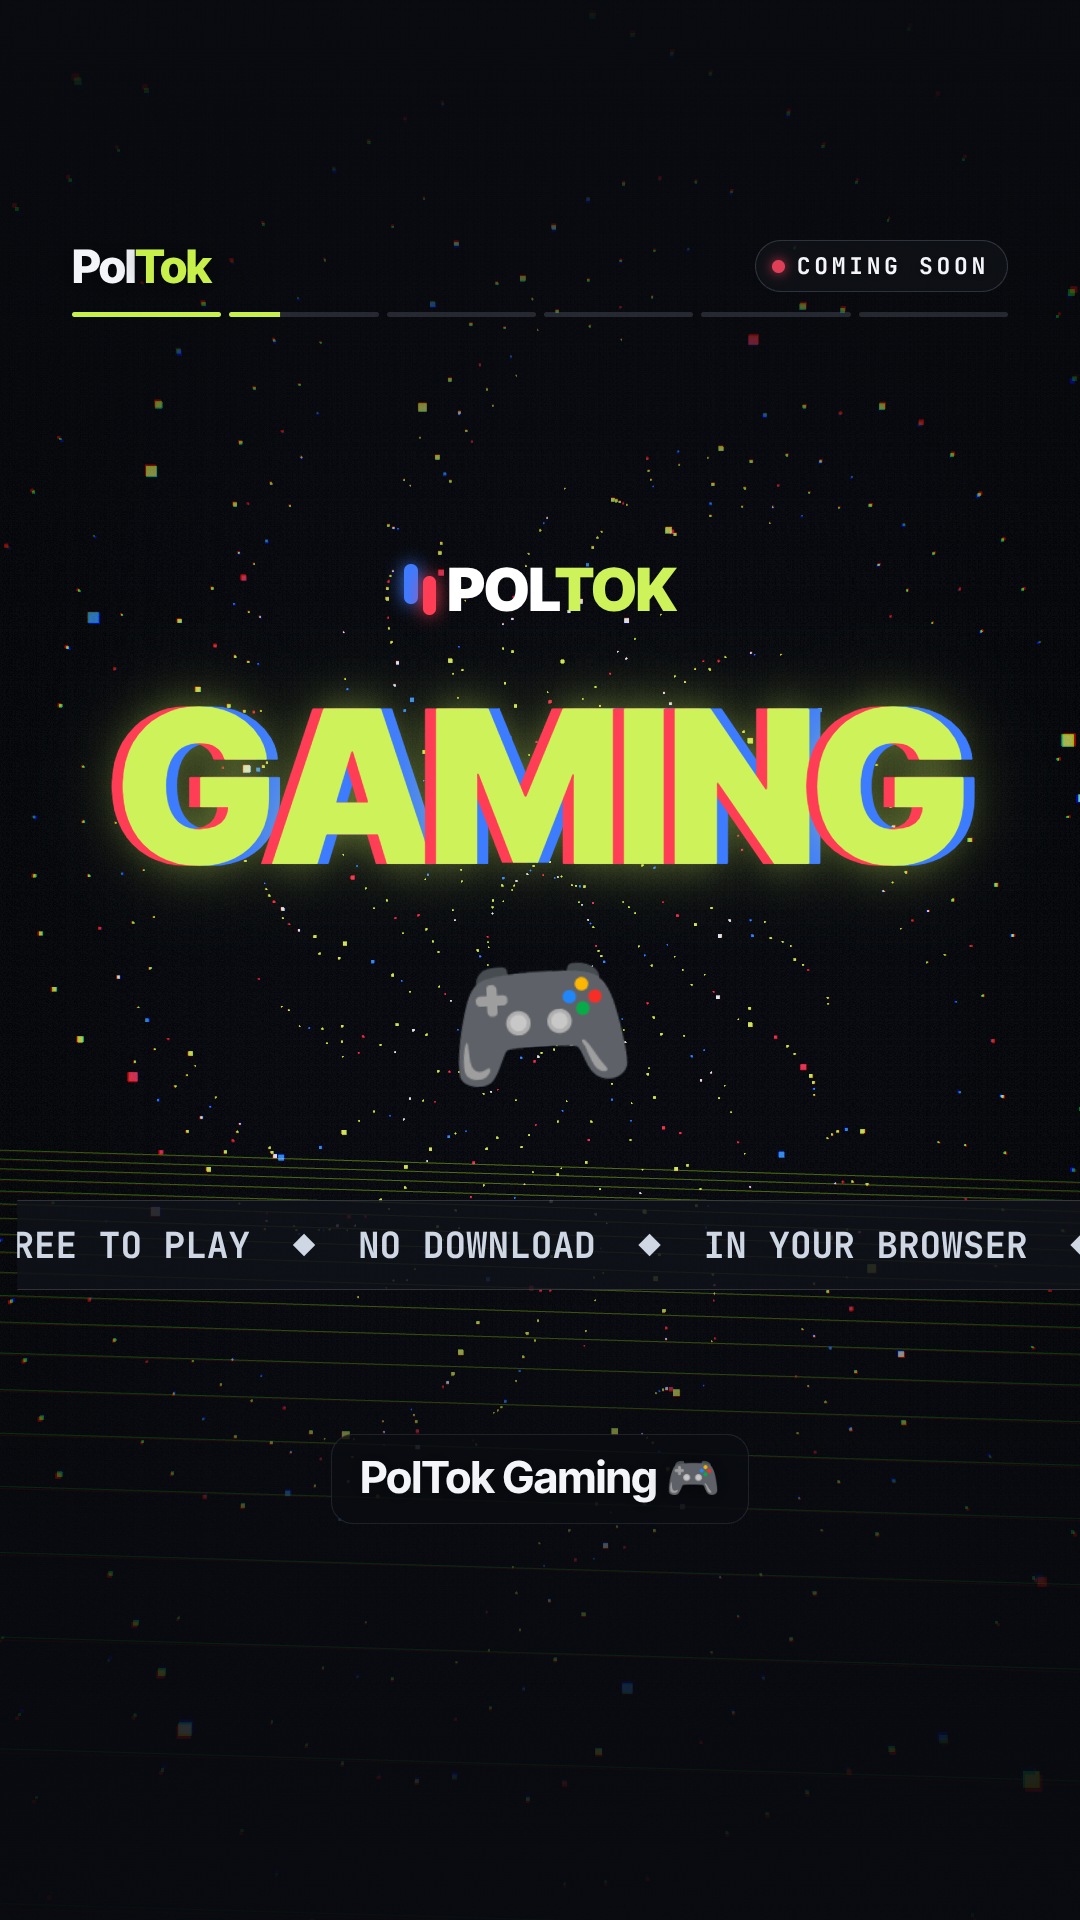 PolTok
COMING SOON
POLTOK
GAMING
REE TO PLAY ◆ NO DOWNLOAD ◆ IN YOUR BROWSER ◆
PolTok Gaming 🎮